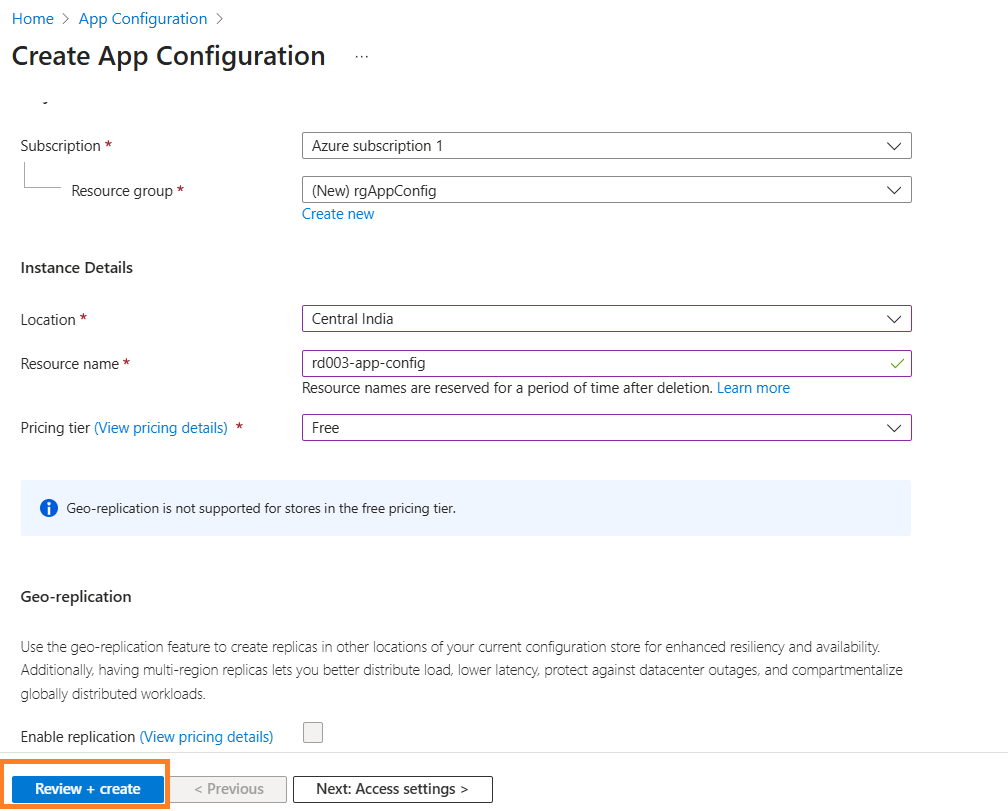 Home > App Configuration >
Create App Configuration ...
Subscription *
Azure subscription 1
Resource group *
(New) rgAppConfig
Create new
Instance Details
Location *
Central India
Resource name *
rd003-app-config
Resource names are reserved for a period of time after deletion. Learn more
Pricing tier (View pricing details) *
Free
Geo-replication is not supported for stores in the free pricing tier.
Geo-replication
Use the geo-replication feature to create replicas in other locations of your current configuration store for enhanced resiliency and availability.
Additionally, having multi-region replicas lets you better distribute load, lower latency, protect against datacenter outages, and compartmentalize
globally distributed workloads.
Enable replication (View pricing details)
Review + create
< Previous
Next: Access settings >